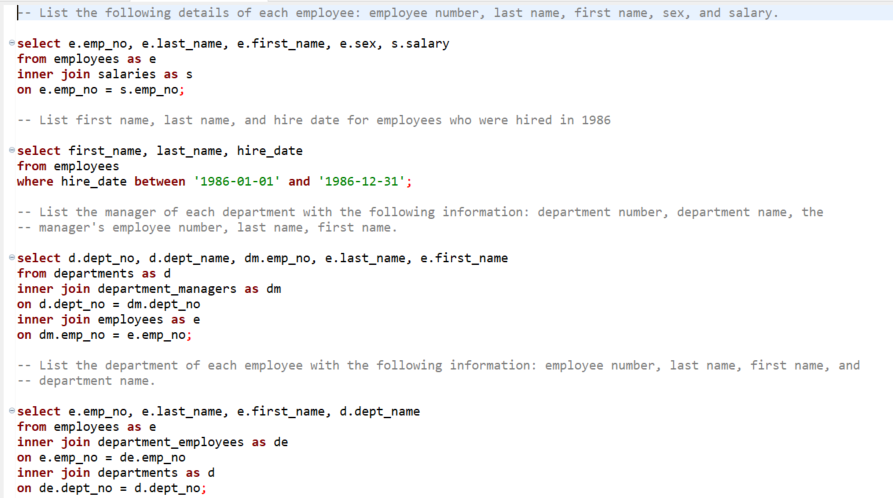 -- List the following details of each employee: employee number, last name, first name, sex, and salary.
select e.emp_no, e.last_name, e.first_name, e.sex, s.salary
from employees as e
inner join salaries as s
on e.emp_no = s.emp_no;
-- List first name, last name, and hire date for employees who were hired in 1986
select first_name, last_name, hire_date
from employees
where hire_date between '1986-01-01' and '1986-12-31';
-- List the manager of each department with the following information: department number, department name, the
-- manager's employee number, last name, first name.
select d.dept_no, d.dept_name, dm.emp_no, e.last_name, e.first_name
from departments as d
inner join department_managers as dm
on d.dept_no = dm.dept_no
inner join employees as e
on dm.emp_no = e.emp_no;
-- List the department of each employee with the following information: employee number, last name, first name, and
-- department name.
select e.emp_no, e.last_name, e.first_name, d.dept_name
from employees as e
inner join department_employees as de
on e.emp_no = de.emp_no
inner join departments as d
on de.dept_no = d.dept_no;